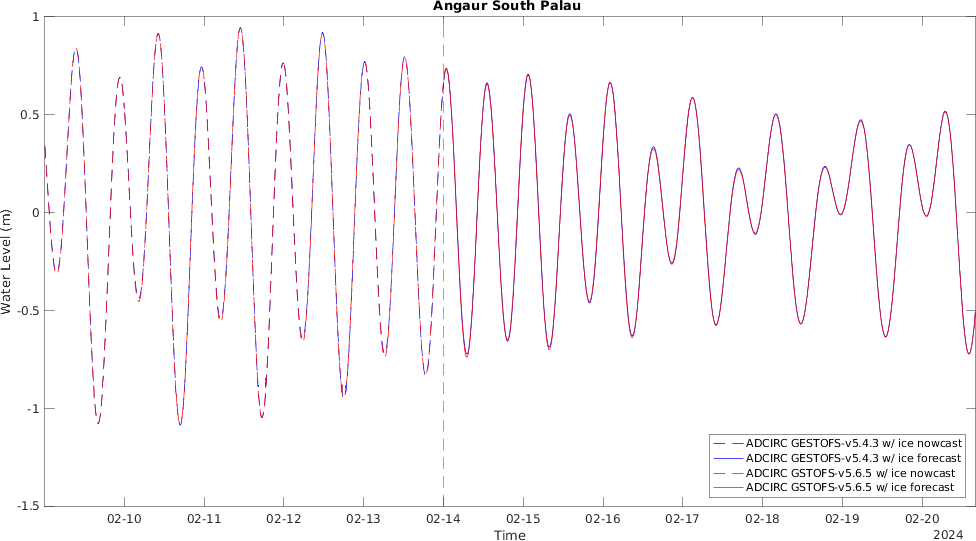 Angaur South Palau
1
0.5
0
-0.5
-1
-1.5
Water Level (m)
ADCIRC GESTOFS-v5.4.3 w/ ice nowcast
ADCIRC GESTOFS-v5.4.3 w/ ice forecast
ADCIRC GSTOFS-v5.6.5 w/ ice nowcast
ADCIRC GSTOFS-v5.6.5 w/ ice forecast
02-10 02-11 02-12 02-13 02-14 02-15 02-16 02-17 02-18 02-19 02-20
Time
2024